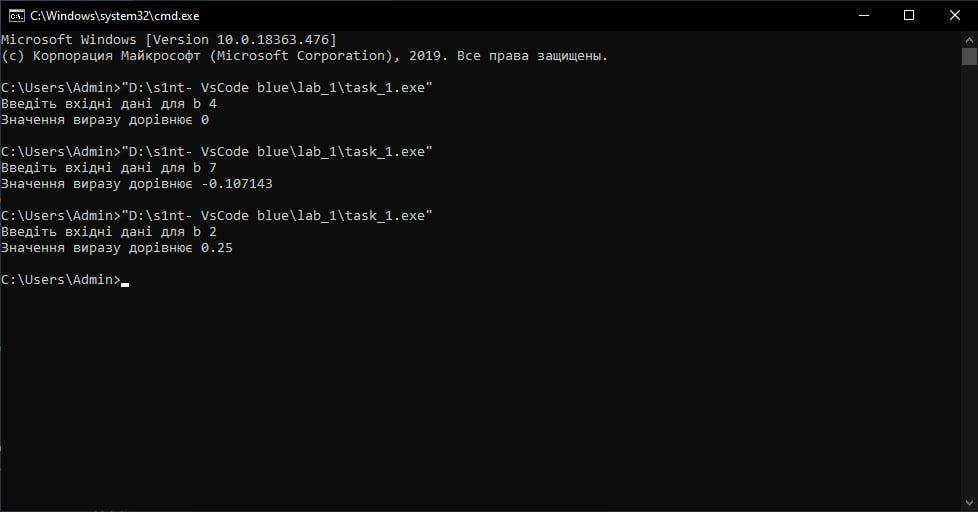 C:\Windows\system32\cmd.exe
Microsoft Windows [Version 10.0.18363.476]
(c) Корпорация Майкрософт (Microsoft Corporation), 2019. Все права защищены.
C:\Users\Admin>"D:\s1nt- VsCode blue\lab_1\task_1.exe"
Введіть вхідні дані для b 4
Значення виразу дорівнює 0
C:\Users\Admin>"D:\s1nt- VsCode blue\lab_1\task_1.exe"
Введіть вхідні дані для b 7
Значення виразу дорівнює -0.107143
C:\Users\Admin>"D:\s1nt- VsCode blue\lab_1\task_1.exe"
Введіть вхідні дані для b 2
Значення виразу дорівнює 0.25
C:\Users\Admin>